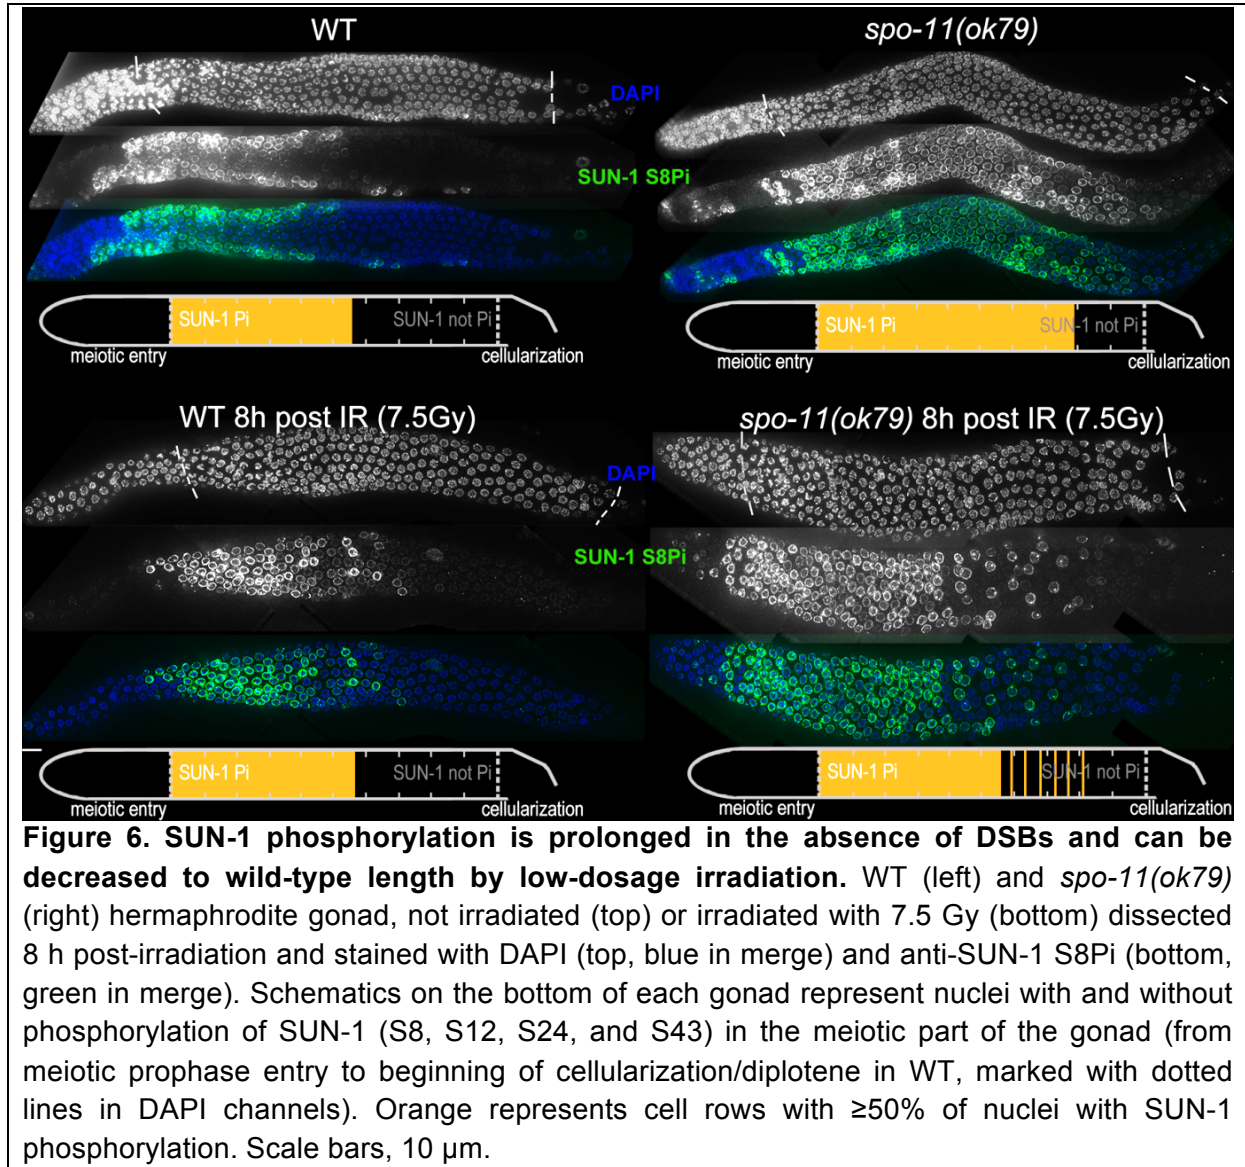 WT
spo-11(ok79)
DAPI
SUN-1 S8Pi
SUN-1 Pi
SUN-1 not Pi
meiotic entry
cellularization
SUN-1 Pi
SUN-1 not Pi
meiotic entry
cellularization
WT 8h post IR (7.5Gy)
spo-11(ok79) 8h post IR (7.5Gy)
DAPI
SUN-1 S8Pi
SUN-1 Pi
SUN-1 not Pi
meiotic entry
cellularization
SUN-1 Pi
SUN-1 not Pi
meiotic entry
cellularization
Figure 6. SUN-1 phosphorylation is prolonged in the absence of DSBs and can be
decreased to wild-type length by low-dosage irradiation. WT (left) and spo-11(ok79)
(right) hermaphrodite gonad, not irradiated (top) or irradiated with 7.5 Gy (bottom) dissected
8 h post-irradiation and stained with DAPI (top, blue in merge) and anti-SUN-1 S8Pi (bottom,
green in merge). Schematics on the bottom of each gonad represent nuclei with and without
phosphorylation of SUN-1 (S8, S12, S24, and S43) in the meiotic part of the gonad (from
meiotic prophase entry to beginning of cellularization/diplotene in WT, marked with dotted
lines in DAPI channels). Orange represents cell rows with ≥50% of nuclei with SUN-1
phosphorylation. Scale bars, 10 µm.